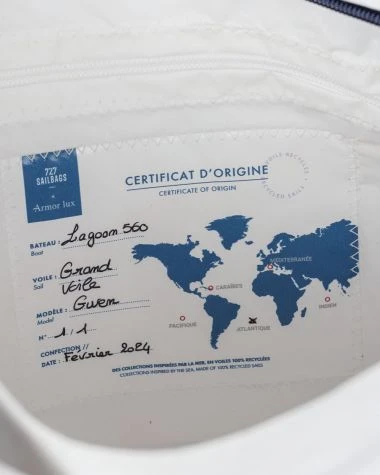 727
SAILBAGS
x
Armor lux
CERTIFICAT D'ORIGINE
CERTIFICATE OF ORIGIN
VOILE RECYCLÉE
RECYCLED SAILS
BATEAU : Lagoon 560
Boat
VOILE : Grand
Sail
Voile
MODÈLE : Gwen
Model
N° 1/1
CONFECTION //
DATE : Février 2024
MÉDITERRANÉE
CARAÏBES
INDIEN
PACIFIQUE
ATLANTIQUE
DES COLLECTIONS INSPIRÉES PAR LA MER, EN VOILES 100% RECYCLÉES
COLLECTIONS INSPIRED BY THE SEA, MADE OF 100% RECYCLED SAILS